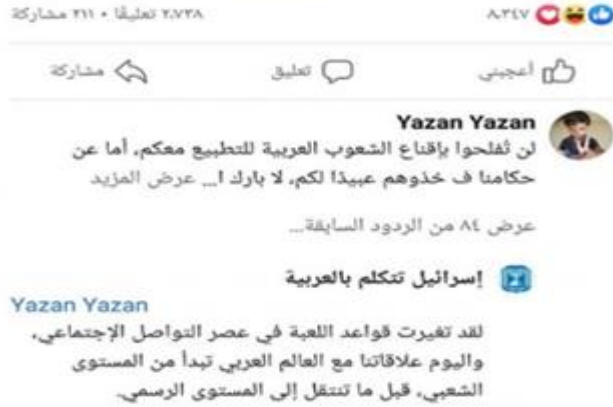 ٨٬٣٤٧
٢٬٧٣٨ تعليقًا • ٢١١ مشاركة
أعجبني
تعليق
مشاركة
Yazan Yazan
لن تُفلحوا بإقناع الشعوب العربية للتطبيع معكم، أما عن
حكامنا ف خذوهم عبيدًا لكم، لا بارك ا... عرض المزيد
عرض ٨٤ من الردود السابقة...
إسرائيل تتكلم بالعربية
Yazan Yazan
لقد تغيرت قواعد اللعبة في عصر التواصل الإجتماعي،
واليوم علاقاتنا مع العالم العربي تبدأ من المستوى
الشعبي، قبل ما تنتقل إلى المستوى الرسمي.